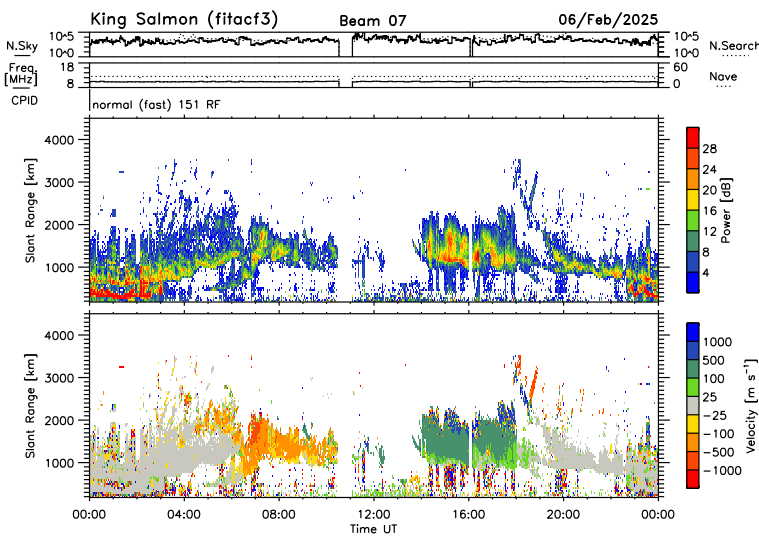 King Salmon (fitacf3) Beam 07 06/Feb/2025
N.Sky 10^5 10^0 10^5 10^0 N.Search
Freq. [MHz] 18 8 60 0 Nave
CPID normal (fast) 151 RF
Slant Range [km] 4000 3000 2000 1000
Power [dB] 28 24 20 16 12 8 4
Slant Range [km] 4000 3000 2000 1000
Velocity [m s⁻¹] 1000 500 100 25 −25 −100 −500 −1000
00:00 04:00 08:00 12:00 16:00 20:00 00:00
Time UT